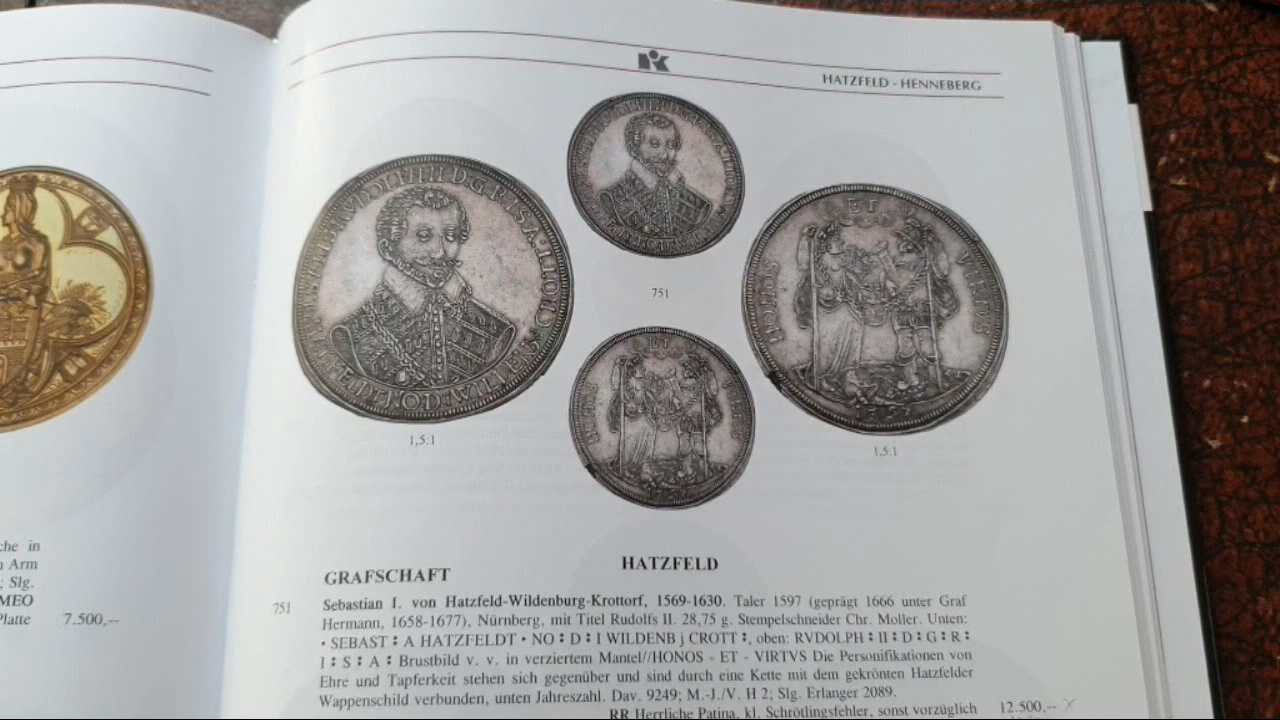 HATZFELD - HENNEBERG
751
1,5:1
1,5:1
che in
Arm
; Slg.
MEO
Platte 7.500,--
HATZFELD
GRAFSCHAFT
751 Sebastian I. von Hatzfeld-Wildenburg-Krottorf, 1569-1630. Taler 1597 (geprägt 1666 unter Graf
Hermann, 1658-1677), Nürnberg, mit Titel Rudolfs II. 28,75 g. Stempelschneider Chr. Moller. Unten:
• SEBAST : A HATZFELDT • NO : D : I WILDENB j CROTT :, oben: RVDOLPH : II : D : G : R :
I : S : A : Brustbild v. v. in verziertem Mantel//HONOS - ET - VIRTVS Die Personifikationen von
Ehre und Tapferkeit stehen sich gegenüber und sind durch eine Kette mit dem gekrönten Hatzfelder
Wappenschild verbunden, unten Jahreszahl. Dav. 9249; M.-J./V. H 2; Slg. Erlanger 2089.
RR Herrliche Patina, kl. Schrötlingsfehler, sonst vorzüglich 12.500,--